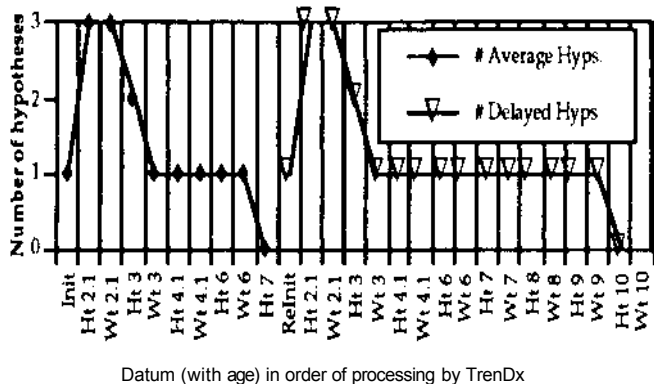 Number of hypotheses
3
2
1
0
# Average Hyps.
# Delayed Hyps
Init
Ht 2.1
Wt 2.1
Ht 3
Wt 3
Ht 4.1
Wt 4.1
Ht 6
Wt 6
Ht 7
ReInit
Ht 2.1
Wt 2.1
Ht 3
Wt 3
Ht 4.1
Wt 4.1
Ht 6
Wt 6
Ht 7
Wt 7
Ht 8
Wt 8
Ht 9
Wt 9
Ht 10
Wt 10
Datum (with age) in order of processing by TrenDx